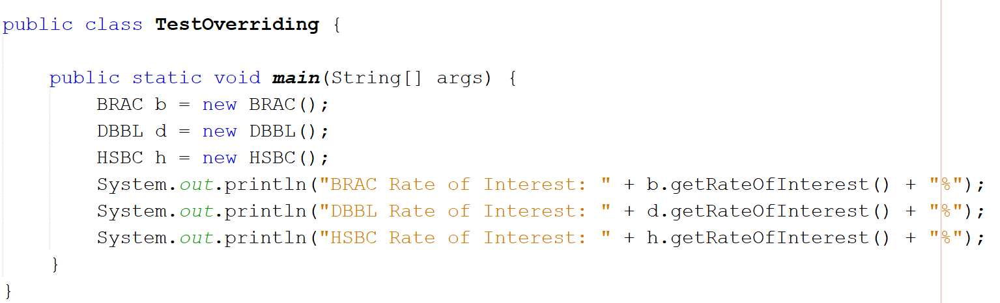 public class TestOverriding {
public static void main(String[] args) {
BRAC b = new BRAC();
DBBL d = new DBBL();
HSBC h = new HSBC();
System.out.println("BRAC Rate of Interest: " + b.getRateOfInterest() + "%");
System.out.println("DBBL Rate of Interest: " + d.getRateOfInterest() + "%");
System.out.println("HSBC Rate of Interest: " + h.getRateOfInterest() + "%");
}
}